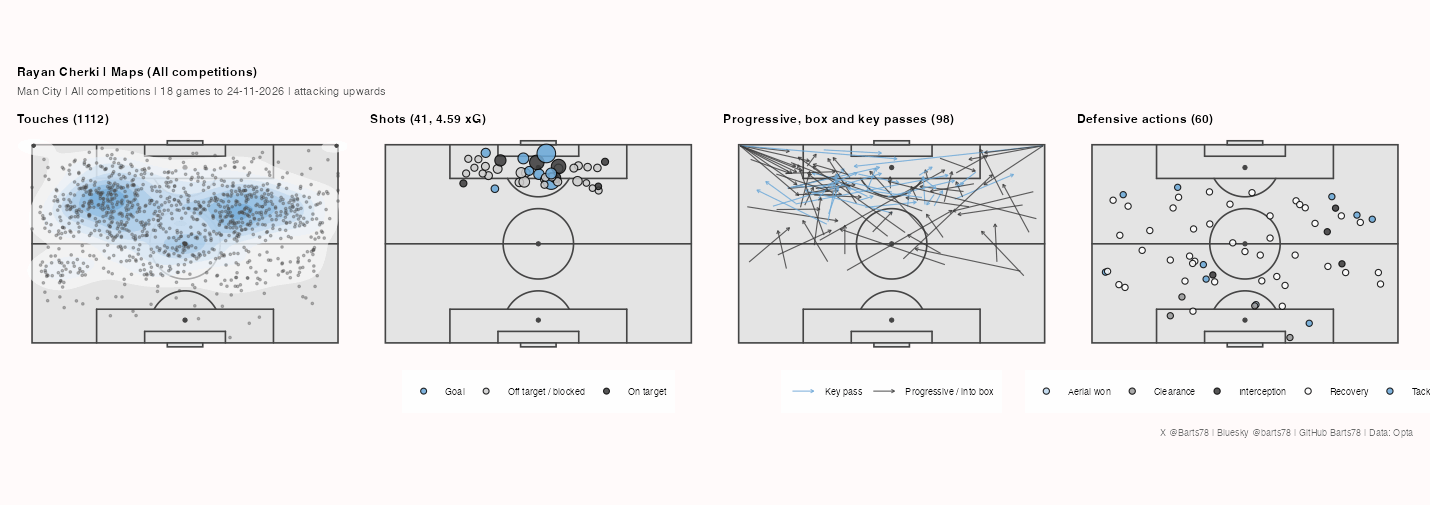 Rayan Cherki | Maps (All competitions)
Man City | All competitions | 18 games to 24-11-2026 | attacking upwards
Touches (1112)
Shots (41, 4.59 xG)
Progressive, box and key passes (98)
Defensive actions (60)
Goal
Off target / blocked
On target
Key pass
Progressive / Into box
Aerial won
Clearance
Interception
Recovery
Tack
X @Barts78 | Bluesky @barts78 | GitHub Barts78 | Data: Opta